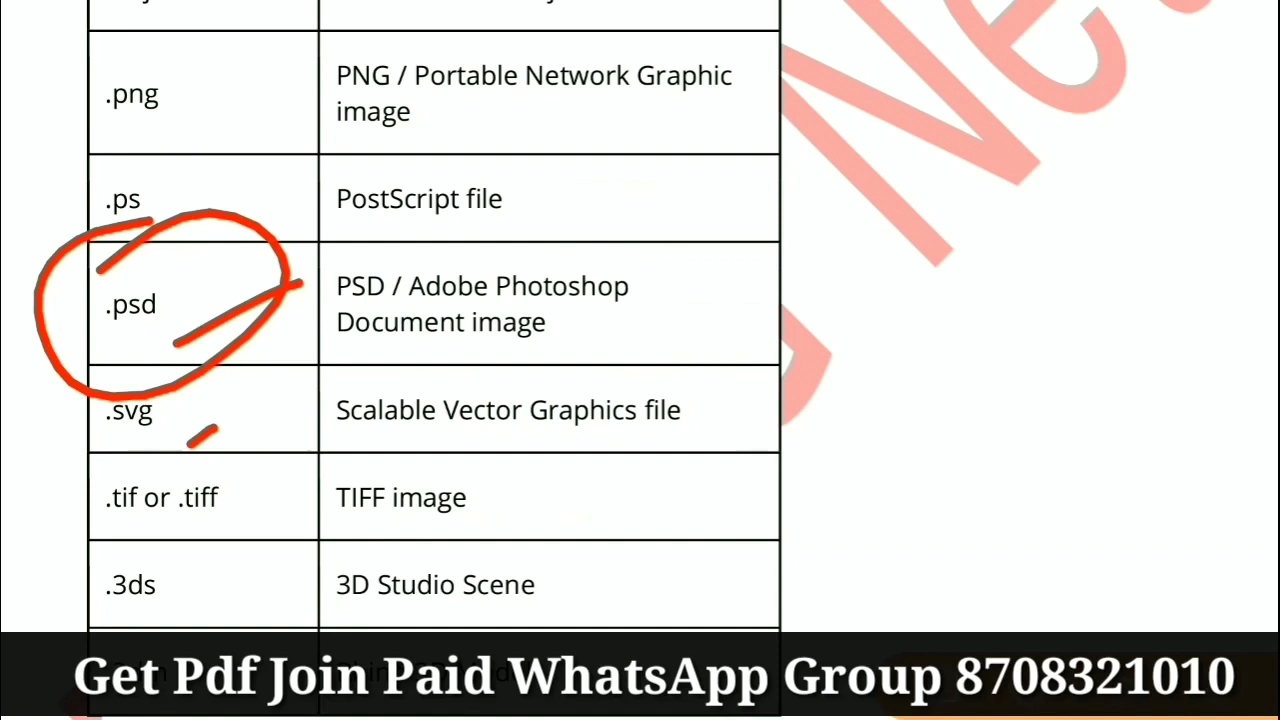 .png
PNG / Portable Network Graphic
image
.ps
PostScript file
.psd
PSD / Adobe Photoshop
Document image
.svg
Scalable Vector Graphics file
.tif or .tiff
TIFF image
.3ds
3D Studio Scene
Get Pdf Join Paid WhatsApp Group 8708321010